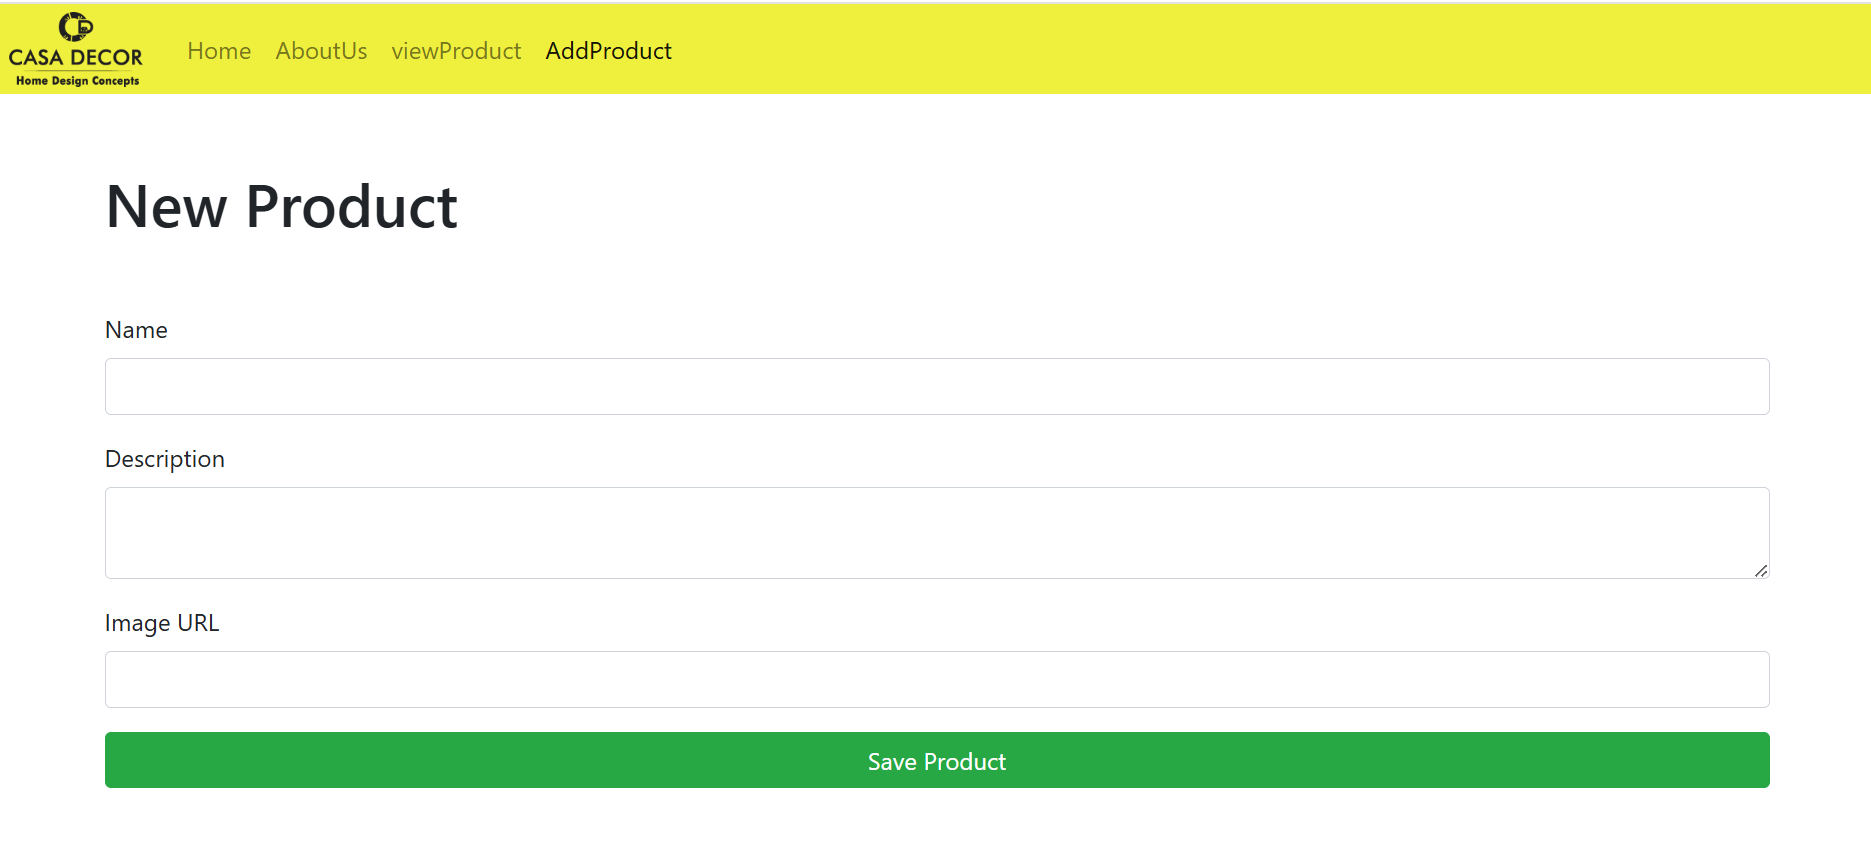 CASA DECOR
Home Design Concepts
Home AboutUs viewProduct AddProduct
New Product
Name
Description
Image URL
Save Product